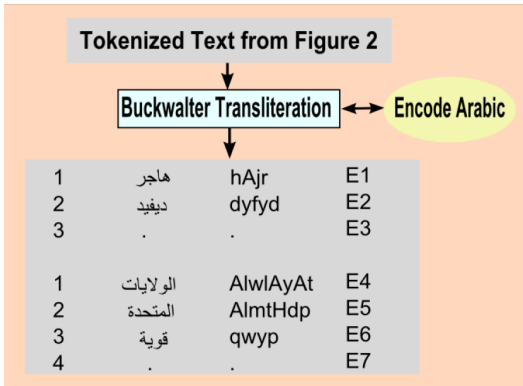 Tokenized Text from Figure 2
Buckwalter Transliteration Encode Arabic
1 هاجر hAjr E1
2 ديفيد dyfyd E2
3 . . E3
1 الولايات AlwlAyAt E4
2 المتحدة AlmtHdp E5
3 قوية qwyp E6
4 . . E7